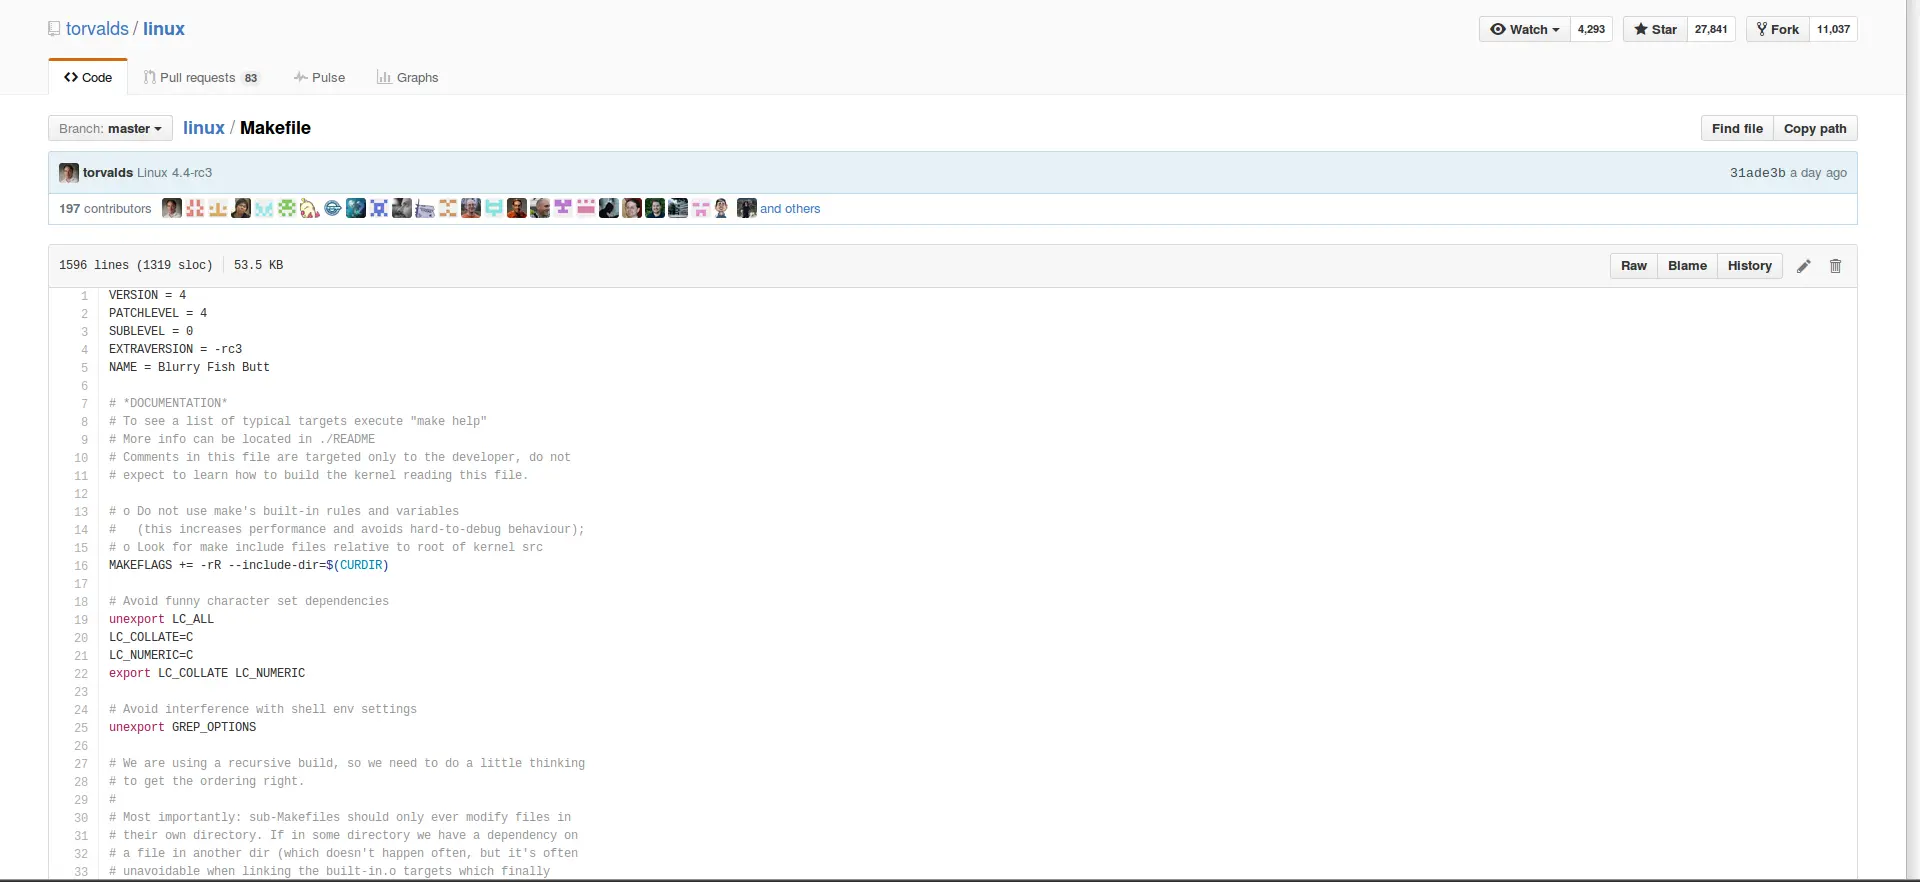 torvalds / linux
Watch 4,293 Star 27,841 Fork 11,037
Code Pull requests 83 Pulse Graphs
Branch: master linux / Makefile Find file Copy path
torvalds Linux 4.4-rc3 31ade3b a day ago
197 contributors and others
1596 lines (1319 sloc) 53.5 KB Raw Blame History
1 VERSION = 4
2 PATCHLEVEL = 4
3 SUBLEVEL = 0
4 EXTRAVERSION = -rc3
5 NAME = Blurry Fish Butt
6
7 # *DOCUMENTATION*
8 # To see a list of typical targets execute "make help"
9 # More info can be located in ./README
10 # Comments in this file are targeted only to the developer, do not
11 # expect to learn how to build the kernel reading this file.
12
13 # o Do not use make's built-in rules and variables
14 #   (this increases performance and avoids hard-to-debug behaviour);
15 # o Look for make include files relative to root of kernel src
16 MAKEFLAGS += -rR --include-dir=$(CURDIR)
17
18 # Avoid funny character set dependencies
19 unexport LC_ALL
20 LC_COLLATE=C
21 LC_NUMERIC=C
22 export LC_COLLATE LC_NUMERIC
23
24 # Avoid interference with shell env settings
25 unexport GREP_OPTIONS
26
27 # We are using a recursive build, so we need to do a little thinking
28 # to get the ordering right.
29 #
30 # Most importantly: sub-Makefiles should only ever modify files in
31 # their own directory. If in some directory we have a dependency on
32 # a file in another dir (which doesn't happen often, but it's often
33 # unavoidable when linking the built-in.o targets which finally